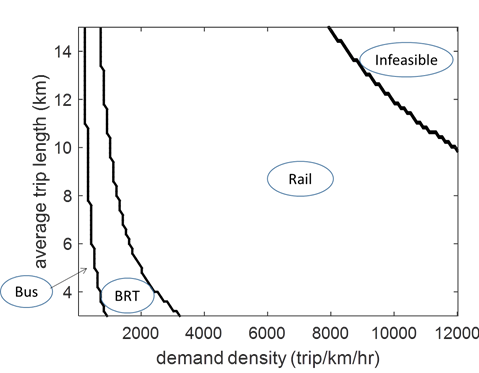 14
12
10
8
6
4
average trip length (km)
Infeasible
Rail
Bus
BRT
2000 4000 6000 8000 10000 12000
demand density (trip/km/hr)